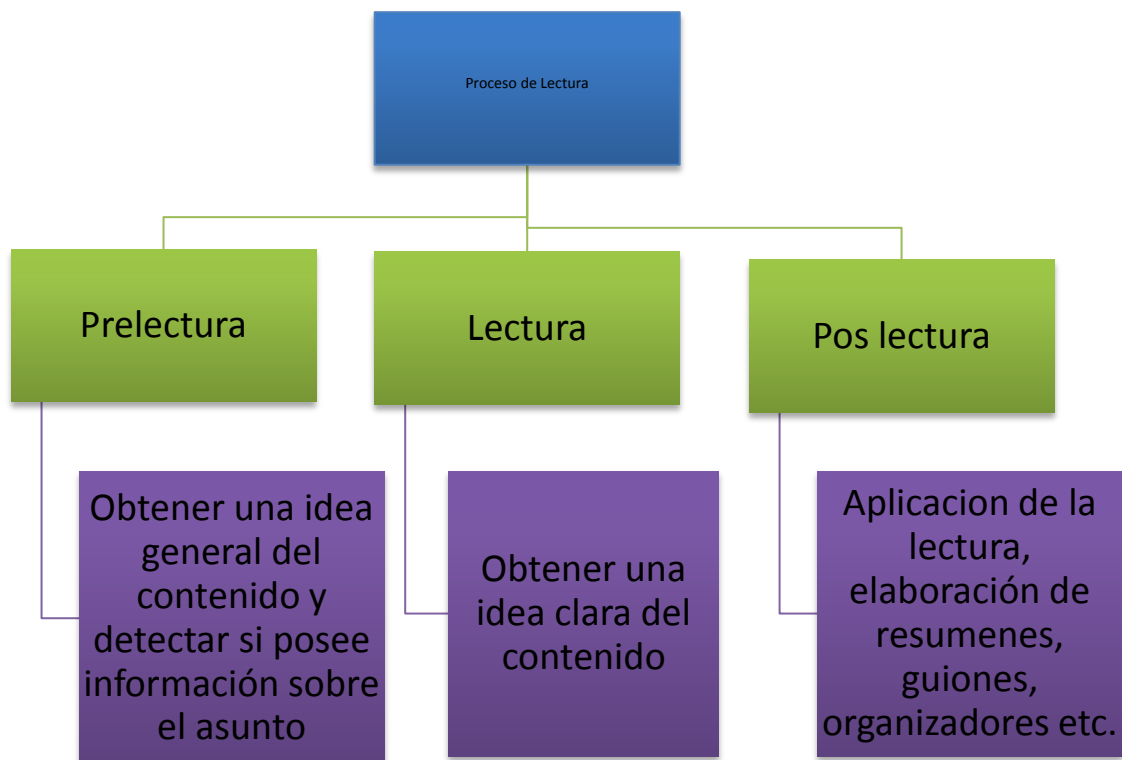 Proceso de Lectura
Prelectura
Lectura
Pos lectura
Obtener una idea
general del
contenido y
detectar si posee
información sobre
el asunto
Obtener una
idea clara del
contenido
Aplicacion de la
lectura,
elaboración de
resumenes,
guiones,
organizadores etc.